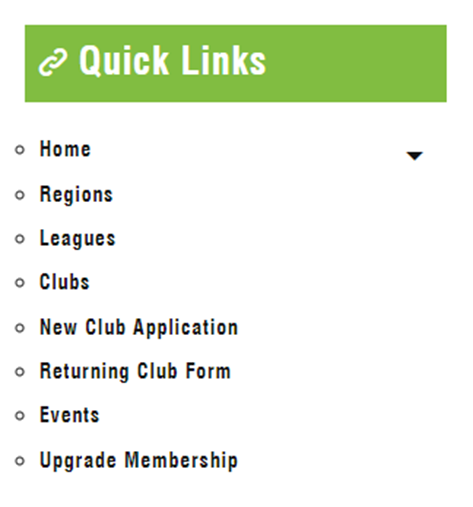 Quick Links
Home
Regions
Leagues
Clubs
New Club Application
Returning Club Form
Events
Upgrade Membership